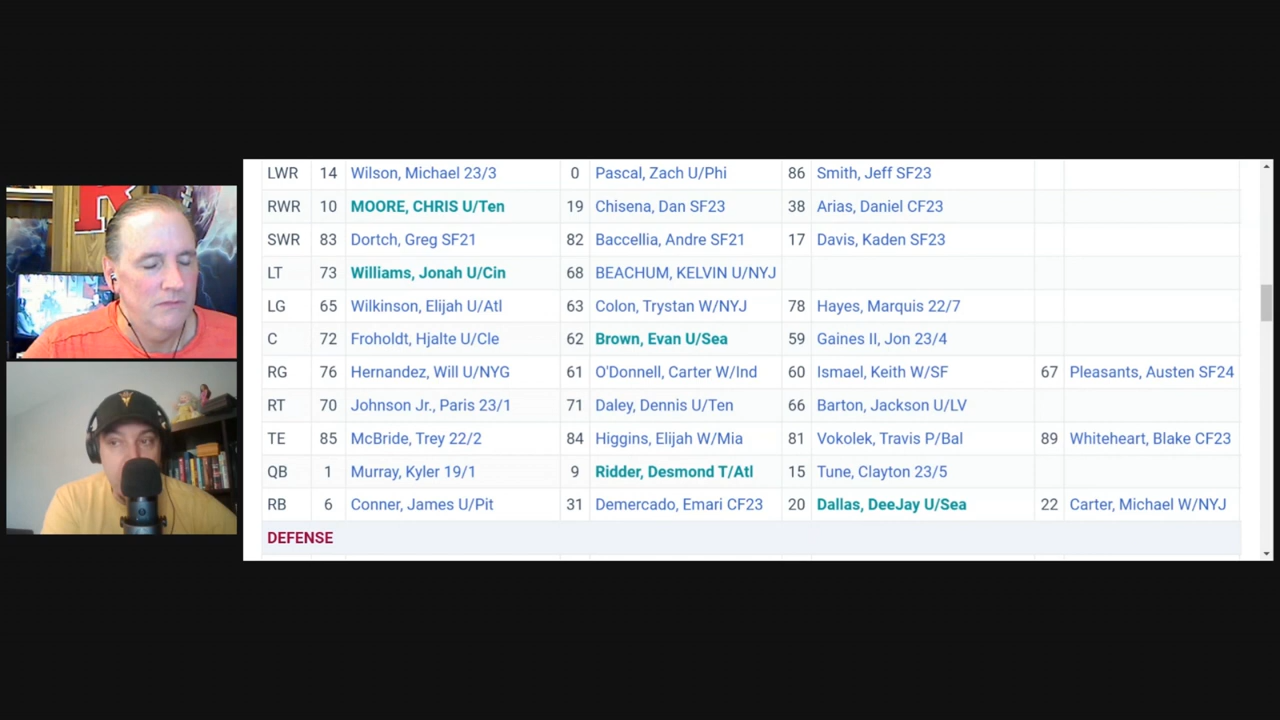 LWR 14 Wilson, Michael 23/3 0 Pascal, Zach U/Phi 86 Smith, Jeff SF23
RWR 10 MOORE, CHRIS U/Ten 19 Chisena, Dan SF23 38 Arias, Daniel CF23
SWR 83 Dortch, Greg SF21 82 Baccellia, Andre SF21 17 Davis, Kaden SF23
LT 73 Williams, Jonah U/Cin 68 BEACHUM, KELVIN U/NYJ
LG 65 Wilkinson, Elijah U/Atl 63 Colon, Trystan W/NYJ 78 Hayes, Marquis 22/7
C 72 Froholdt, Hjalte U/Cle 62 Brown, Evan U/Sea 59 Gaines II, Jon 23/4
RG 76 Hernandez, Will U/NYG 61 O'Donnell, Carter W/Ind 60 Ismael, Keith W/SF 67 Pleasants, Austen SF24
RT 70 Johnson Jr., Paris 23/1 71 Daley, Dennis U/Ten 66 Barton, Jackson U/LV
TE 85 McBride, Trey 22/2 84 Higgins, Elijah W/Mia 81 Vokolek, Travis P/Bal 89 Whiteheart, Blake CF23
QB 1 Murray, Kyler 19/1 9 Ridder, Desmond T/Atl 15 Tune, Clayton 23/5
RB 6 Conner, James U/Pit 31 Demercado, Emari CF23 20 Dallas, DeeJay U/Sea 22 Carter, Michael W/NYJ
DEFENSE
R